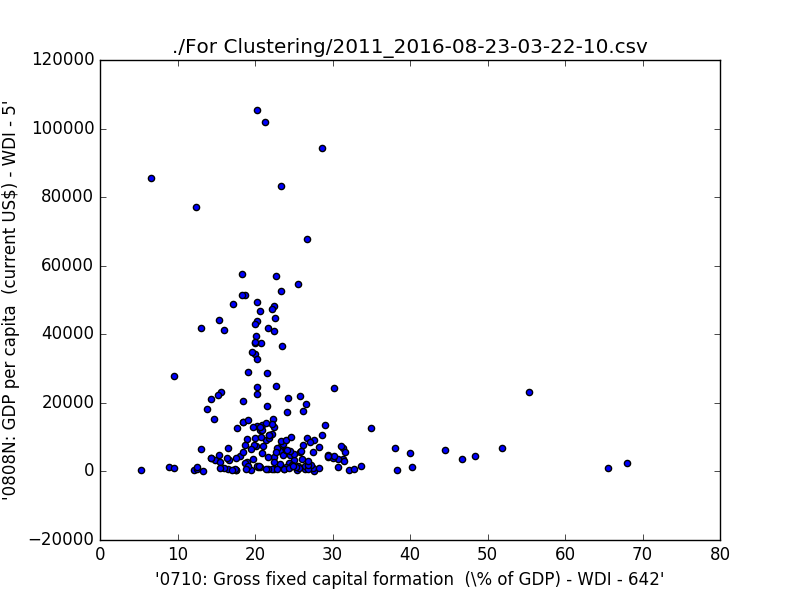 ./For Clustering/2011_2016-08-23-03-22-10.csv
120000
100000
80000
60000
40000
20000
0
−20000
'0808N: GDP per capita  (current US$) - WDI - 5'
0 10 20 30 40 50 60 70 80
'0710: Gross fixed capital formation  (\% of GDP) - WDI - 642'